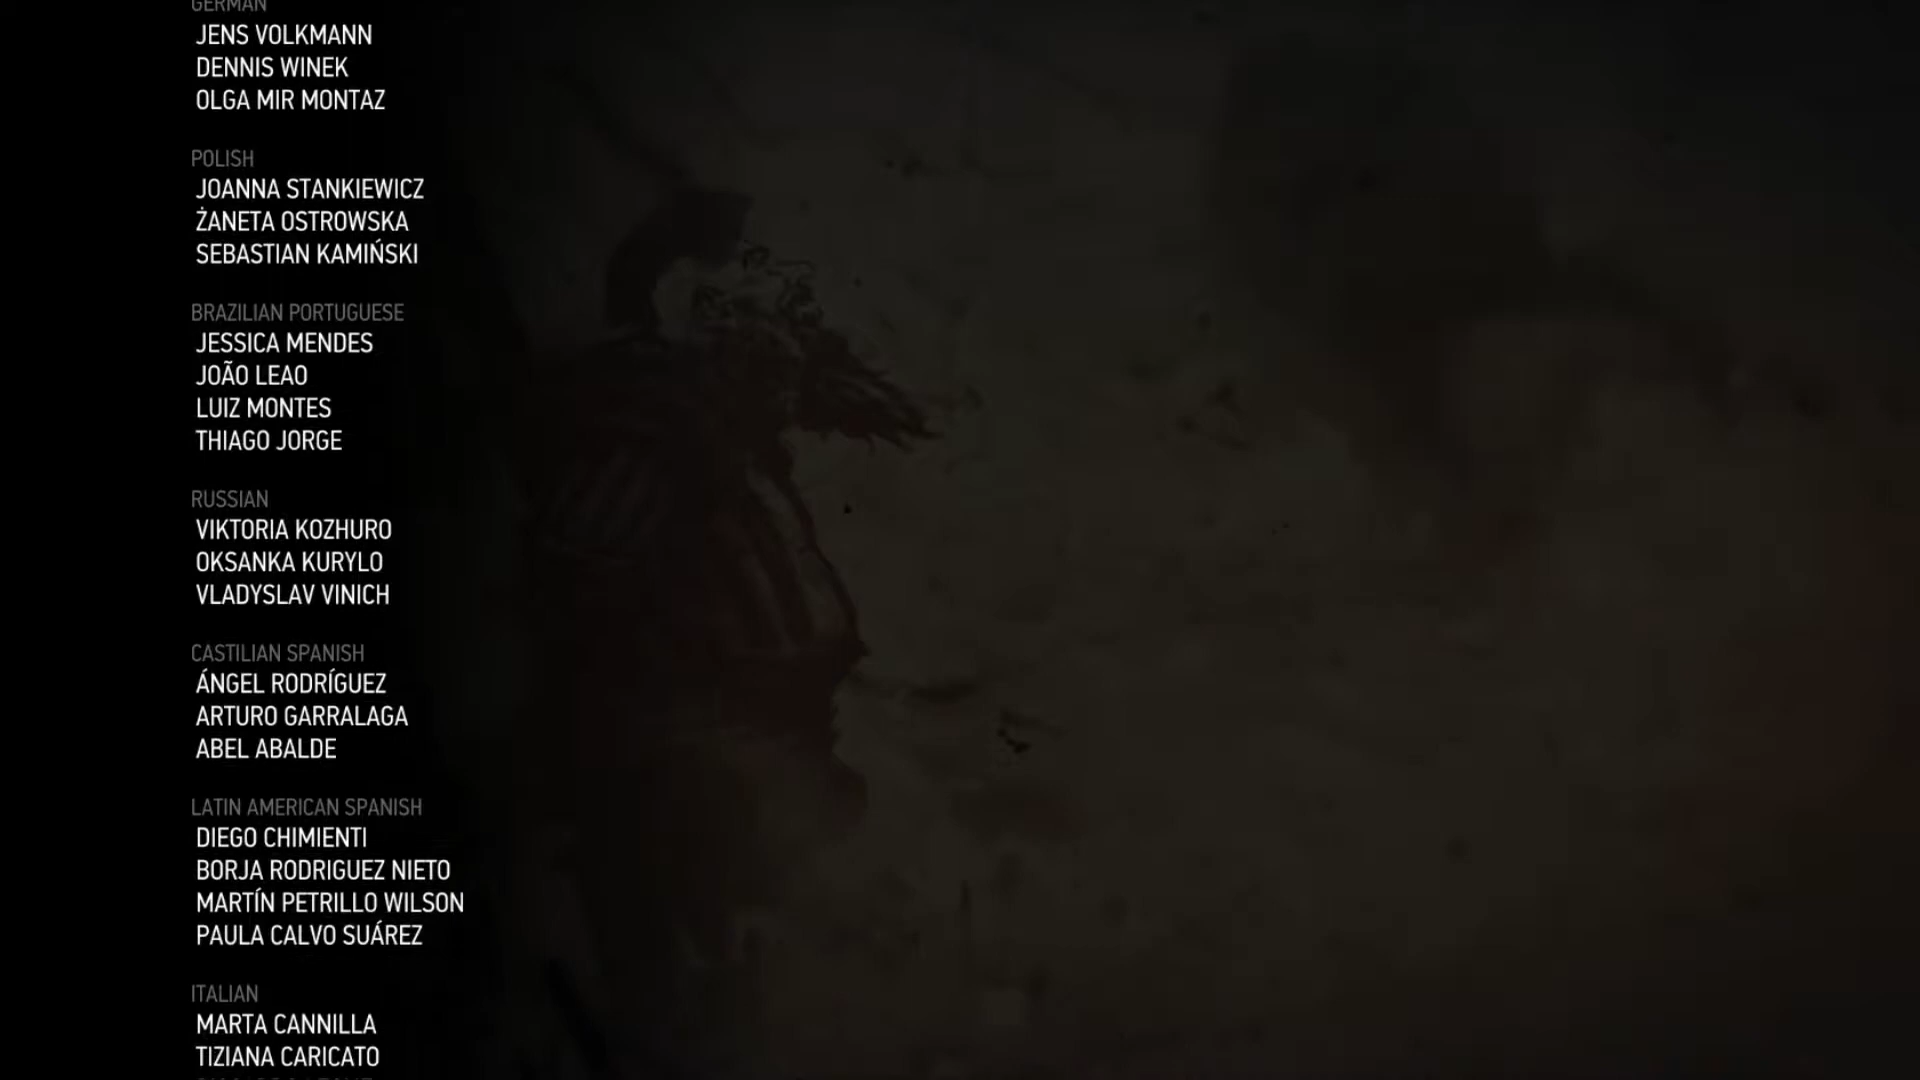 GERMAN
JENS VOLKMANN
DENNIS WINEK
OLGA MIR MONTAZ
POLISH
JOANNA STANKIEWICZ
ŻANETA OSTROWSKA
SEBASTIAN KAMIŃSKI
BRAZILIAN PORTUGUESE
JESSICA MENDES
JOÃO LEAO
LUIZ MONTES
THIAGO JORGE
RUSSIAN
VIKTORIA KOZHURO
OKSANKA KURYLO
VLADYSLAV VINICH
CASTILIAN SPANISH
ÁNGEL RODRÍGUEZ
ARTURO GARRALAGA
ABEL ABALDE
LATIN AMERICAN SPANISH
DIEGO CHIMIENTI
BORJA RODRIGUEZ NIETO
MARTÍN PETRILLO WILSON
PAULA CALVO SUÁREZ
ITALIAN
MARTA CANNILLA
TIZIANA CARICATO